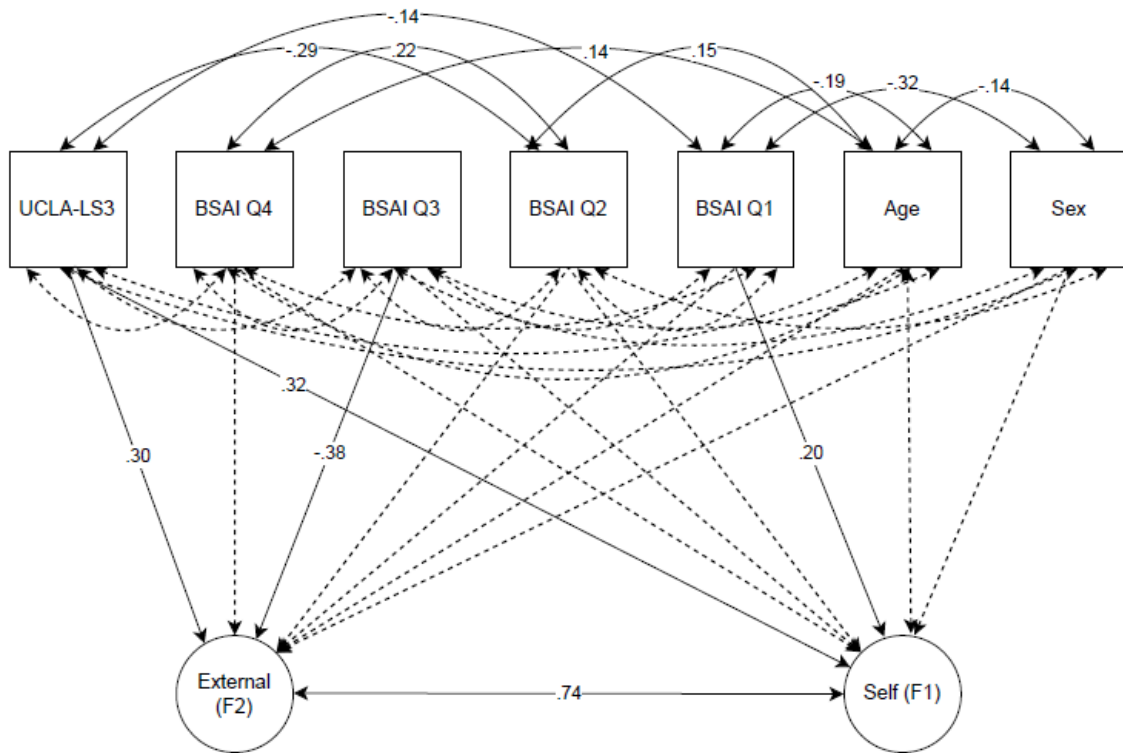 -.14
-.29
.22
.14
.15
-.19
-.32
-.14
UCLA-LS3
BSAI Q4
BSAI Q3
BSAI Q2
BSAI Q1
Age
Sex
.32
.30
-.38
.20
External
(F2)
.74
Self (F1)